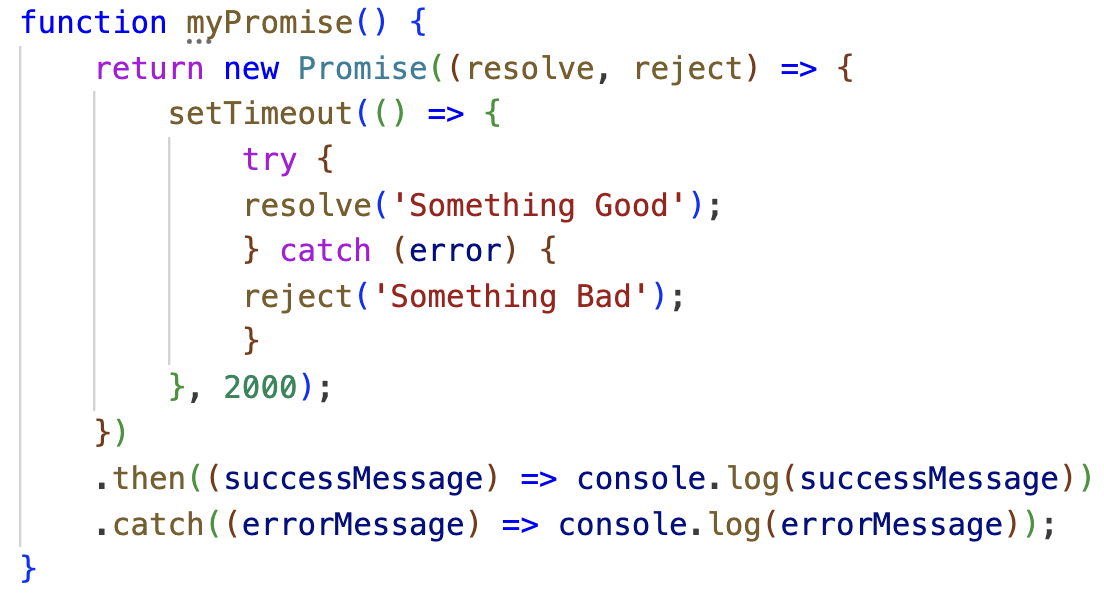 function myPromise() {
    return new Promise((resolve, reject) => {
        setTimeout(() => {
            try {
            resolve('Something Good');
            } catch (error) {
            reject('Something Bad');
            }
        }, 2000);
    })
    .then((successMessage) => console.log(successMessage))
    .catch((errorMessage) => console.log(errorMessage));
}